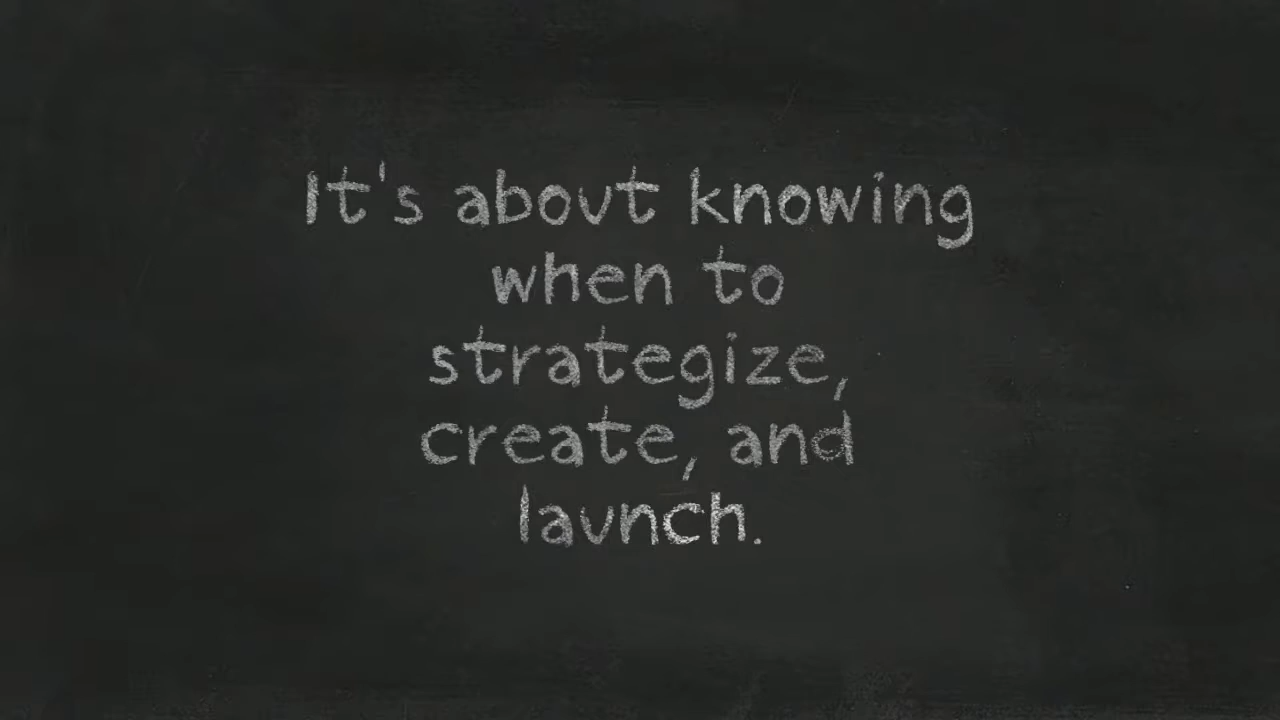 It's about knowing
when to
strategize,
create, and
launch.